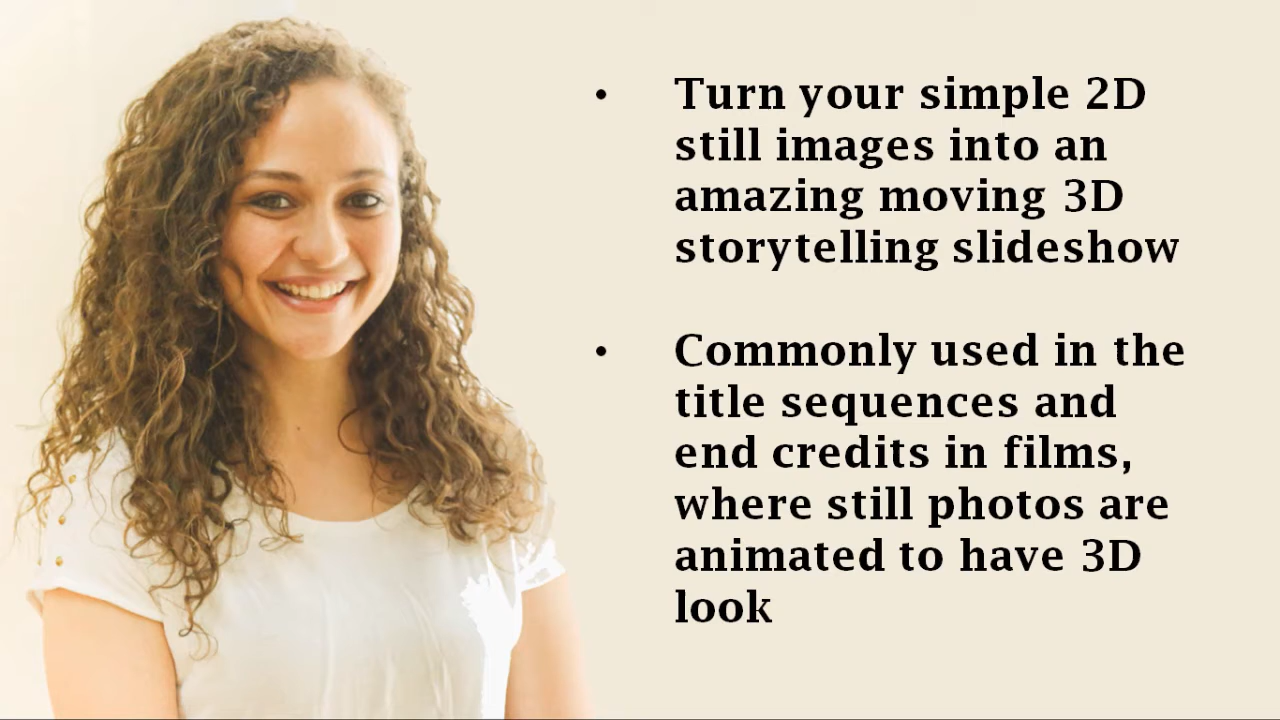 • Turn your simple 2D
still images into an
amazing moving 3D
storytelling slideshow
• Commonly used in the
title sequences and
end credits in films,
where still photos are
animated to have 3D
look